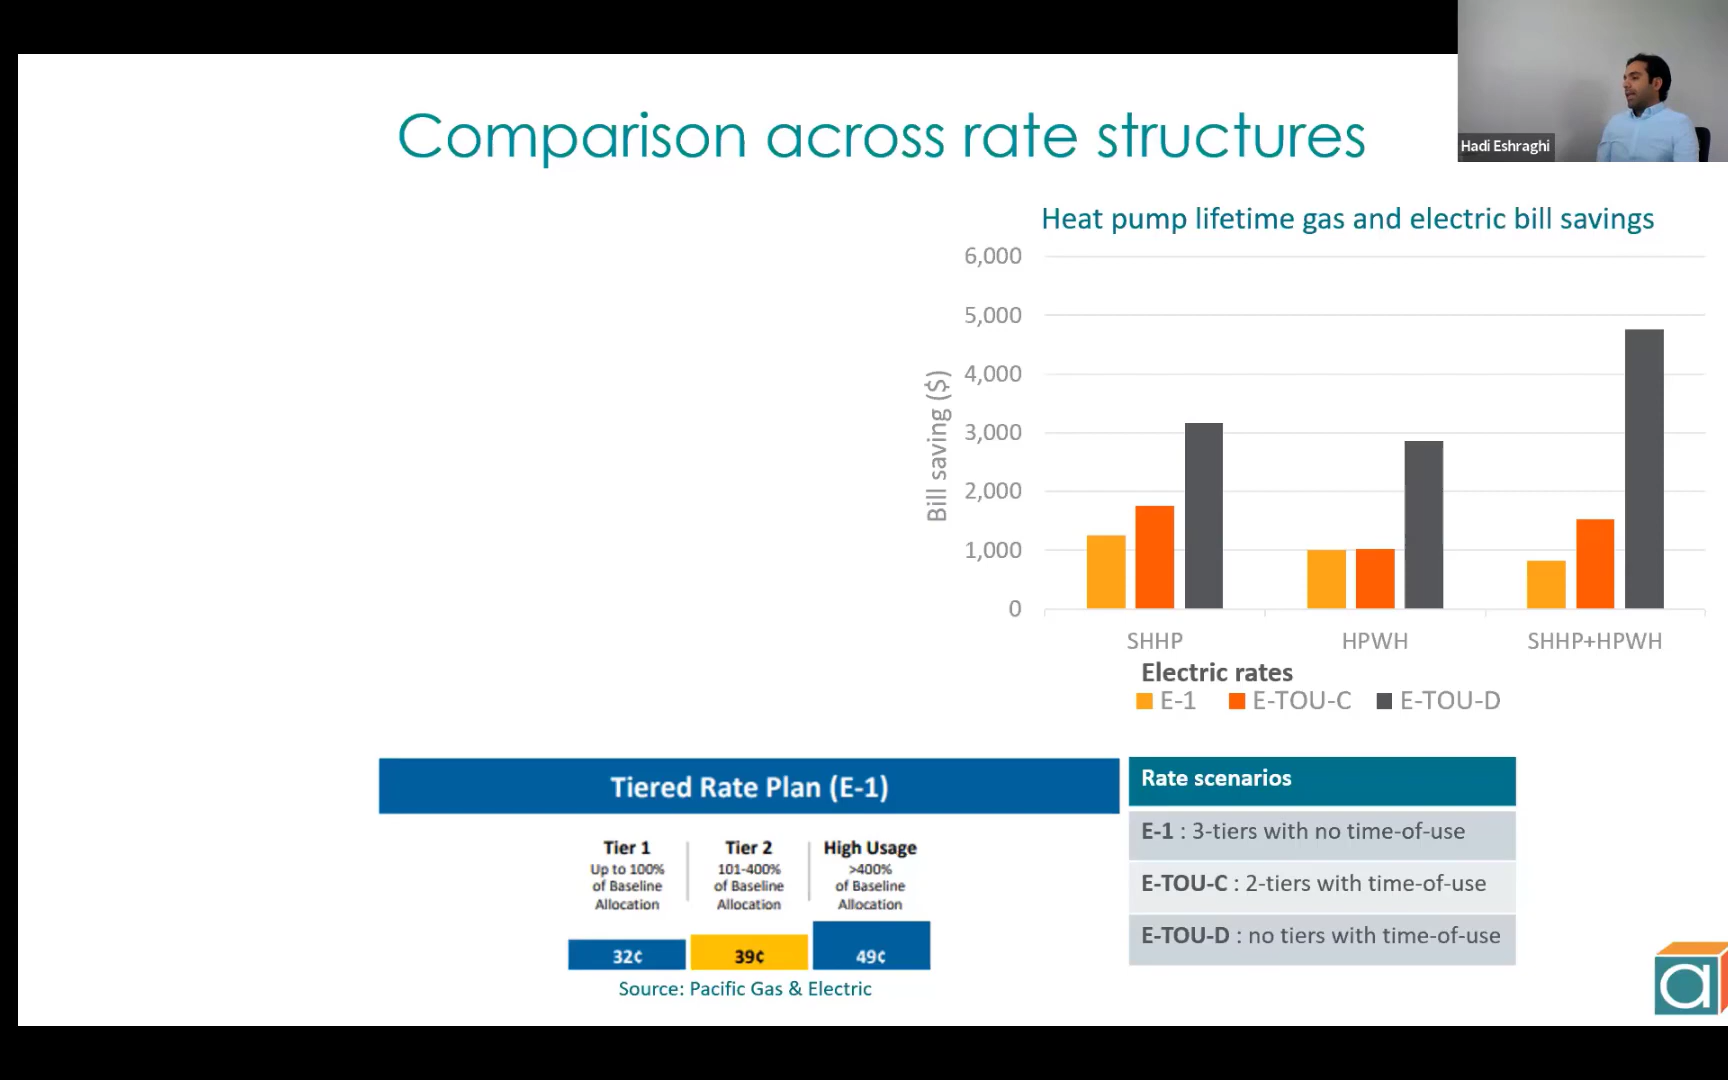 Comparison across rate structures
Hadi Eshraghi
Heat pump lifetime gas and electric bill savings
6,000
5,000
4,000
3,000
2,000
1,000
0
Bill saving ($)
SHHP HPWH SHHP+HPWH
Electric rates
E-1 E-TOU-C E-TOU-D
Tiered Rate Plan (E-1)
Tier 1
Up to 100%
of Baseline
Allocation
32¢
Tier 2
101-400%
of Baseline
Allocation
39¢
High Usage
>400%
of Baseline
Allocation
49¢
Source: Pacific Gas & Electric
Rate scenarios
E-1 : 3-tiers with no time-of-use
E-TOU-C : 2-tiers with time-of-use
E-TOU-D : no tiers with time-of-use
a